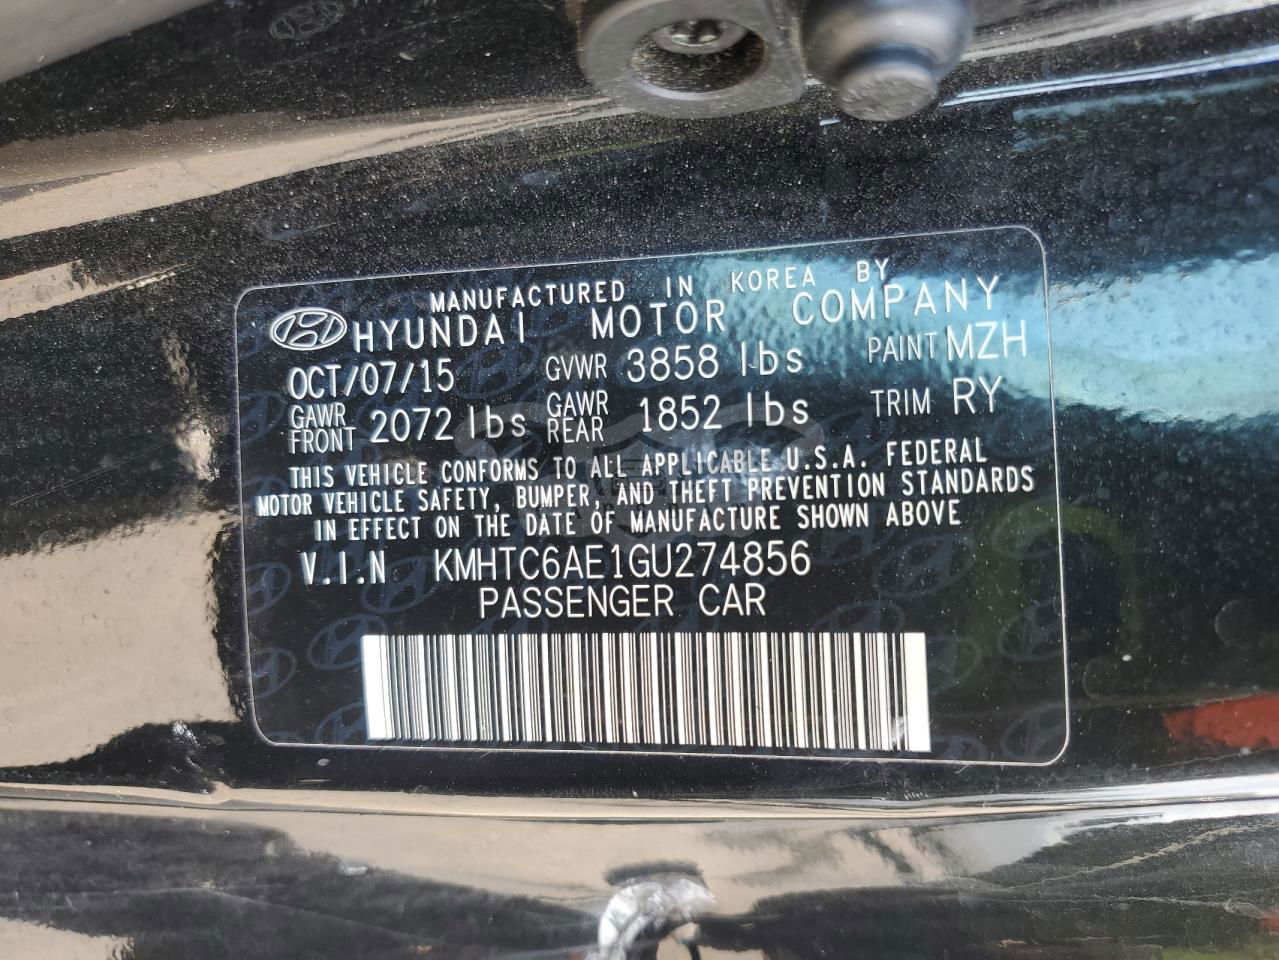 MANUFACTURED IN KOREA BY
HYUNDAI MOTOR COMPANY
OCT/07/15 GVWR 3858 lbs PAINT MZH
GAWR FRONT 2072 lbs GAWR REAR 1852 lbs TRIM RY
THIS VEHICLE CONFORMS TO ALL APPLICABLE U.S.A. FEDERAL
MOTOR VEHICLE SAFETY, BUMPER, AND THEFT PREVENTION STANDARDS
IN EFFECT ON THE DATE OF MANUFACTURE SHOWN ABOVE
V.I.N KMHTC6AE1GU274856
PASSENGER CAR